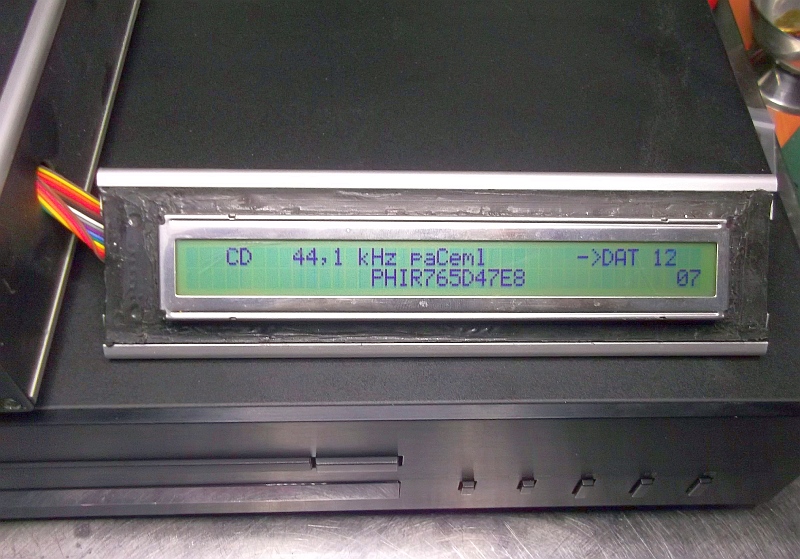 CD 44,1 kHz paCeml ->DAT 12
PHIR765D47E8 07